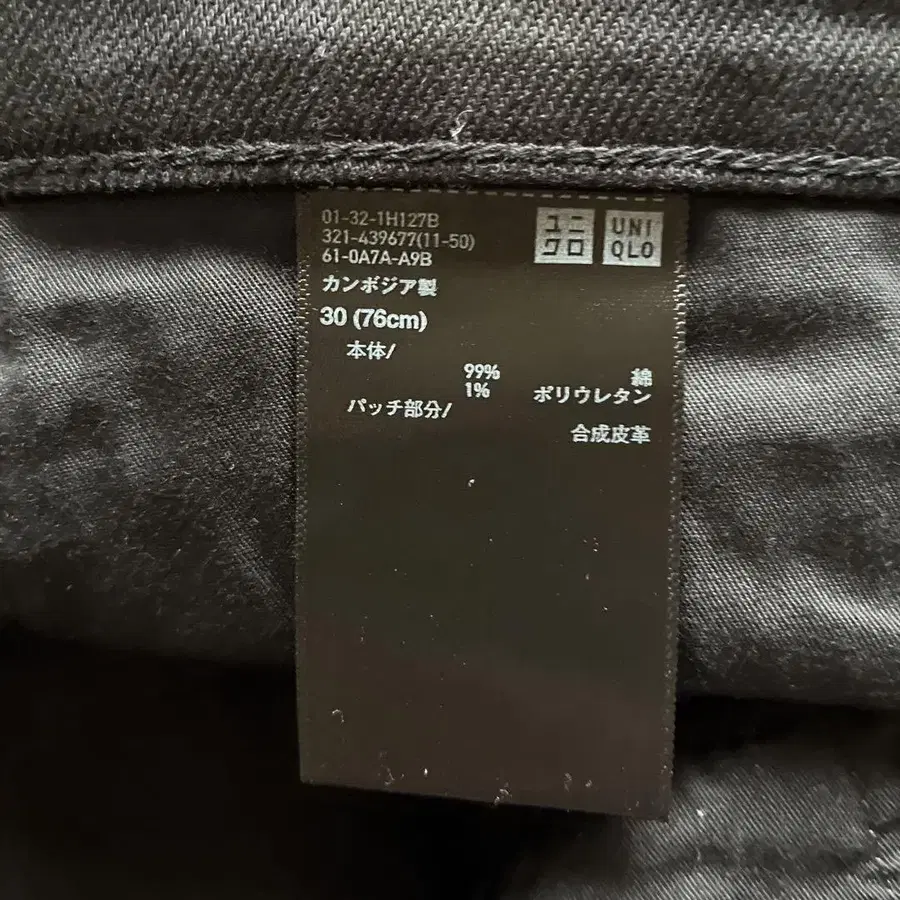 01-32-1H127B
321-439677(11-50)
61-0A7A-A9B
ユニ
クロ
UNI
QLO
カンボジア製
30 (76cm)
本体/
99% 綿
1% ポリウレタン
パッチ部分/
合成皮革